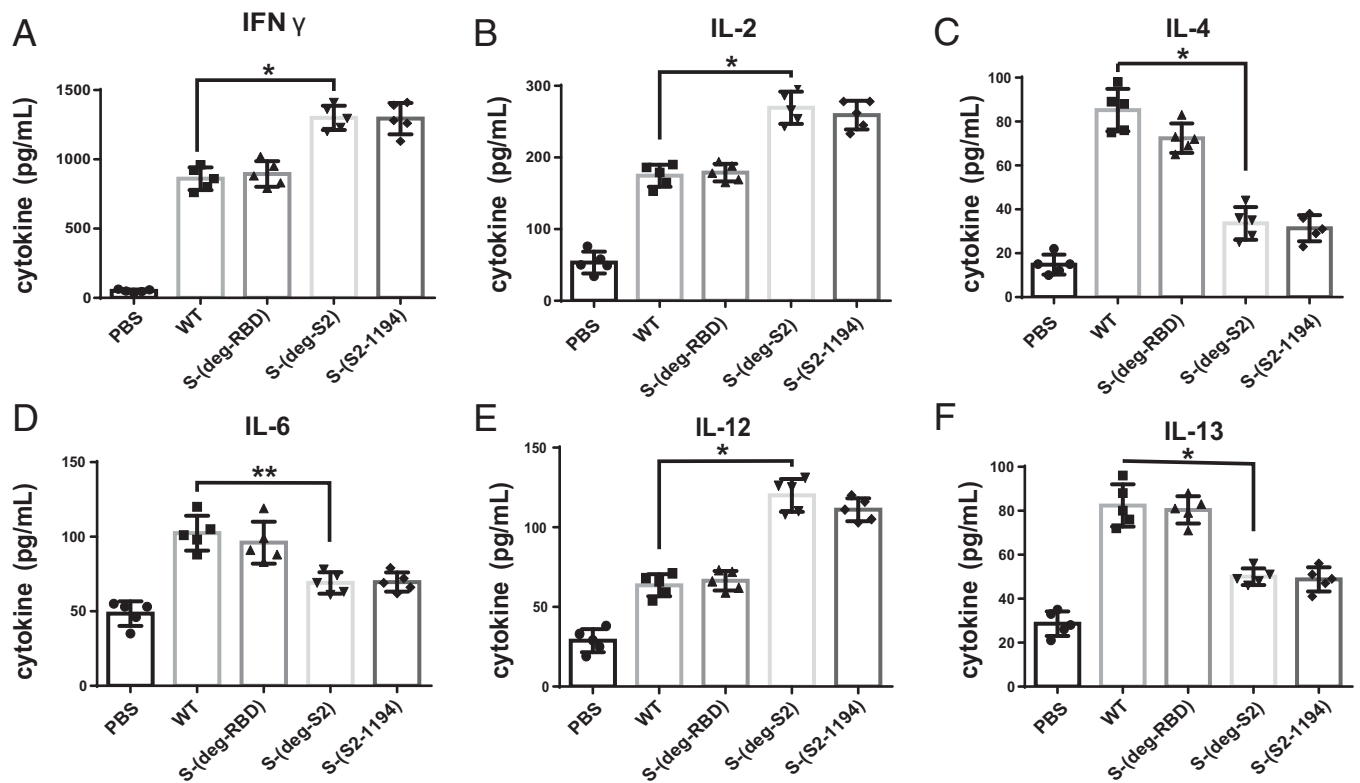 A
IFN γ
*
cytokine (pg/mL)
1500
1000
500
0
PBS
WT
S-(deg-RBD)
S-(deg-S2)
S-(S2-1194)
B
IL-2
*
cytokine (pg/mL)
300
200
100
0
PBS
WT
S-(deg-RBD)
S-(deg-S2)
S-(S2-1194)
C
IL-4
*
cytokine (pg/mL)
100
80
60
40
20
0
PBS
WT
S-(deg-RBD)
S-(deg-S2)
S-(S2-1194)
D
IL-6
**
cytokine (pg/mL)
150
100
50
0
PBS
WT
S-(deg-RBD)
S-(deg-S2)
S-(S2-1194)
E
IL-12
*
cytokine (pg/mL)
150
100
50
0
PBS
WT
S-(deg-RBD)
S-(deg-S2)
S-(S2-1194)
F
IL-13
*
cytokine (pg/mL)
100
80
60
40
20
0
PBS
WT
S-(deg-RBD)
S-(deg-S2)
S-(S2-1194)